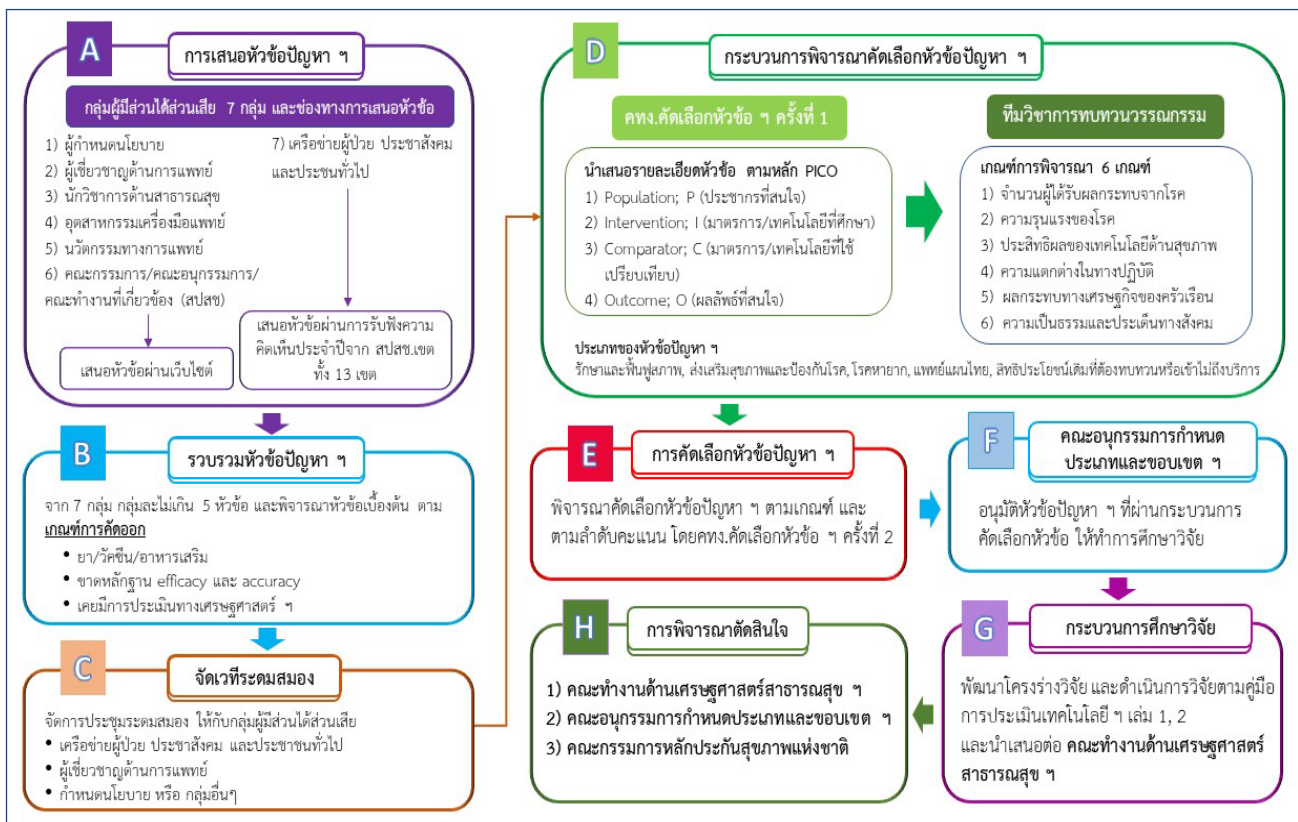 A
การเสนอหัวข้อปัญหา ฯ
กลุ่มผู้มีส่วนได้ส่วนเสีย 7 กลุ่ม และช่องทางการเสนอหัวข้อ
1) ผู้กำหนดนโยบาย
2) ผู้เชี่ยวชาญด้านการแพทย์
3) นักวิชาการด้านสาธารณสุข
4) อุตสาหกรรมเครื่องมือแพทย์
5) นวัตกรรมทางการแพทย์
6) คณะกรรมการ/คณะอนุกรรมการ/
คณะทำงานที่เกี่ยวข้อง (สปสช)
7) เครือข่ายผู้ป่วย ประชาสังคม
และประชนทั่วไป
เสนอหัวข้อผ่านเว็บไซต์
เสนอหัวข้อผ่านการรับฟังความ
คิดเห็นประจำปีจาก สปสช.เขต
ทั้ง 13 เขต
B
รวบรวมหัวข้อปัญหา ฯ
จาก 7 กลุ่ม กลุ่มละไม่เกิน 5 หัวข้อ และพิจารณาหัวข้อเบื้องต้น ตาม
เกณฑ์การคัดออก
• ยา/วัคซีน/อาหารเสริม
• ขาดหลักฐาน efficacy และ accuracy
• เคยมีการประเมินทางเศรษฐศาสตร์ ฯ
C
จัดเวทีระดมสมอง
จัดการประชุมระดมสมอง ให้กับกลุ่มผู้มีส่วนได้ส่วนเสีย
• เครือข่ายผู้ป่วย ประชาสังคม และประชาชนทั่วไป
• ผู้เชี่ยวชาญด้านการแพทย์
• กำหนดนโยบาย หรือ กลุ่มอื่นๆ
D
กระบวนการพิจารณาคัดเลือกหัวข้อปัญหา ฯ
คทง.คัดเลือกหัวข้อ ฯ ครั้งที่ 1
นำเสนอรายละเอียดหัวข้อ ตามหลัก PICO
1) Population; P (ประชากรที่สนใจ)
2) Intervention; I (มาตรการ/เทคโนโลยีที่ศึกษา)
3) Comparator; C (มาตรการ/เทคโนโลยีที่ใช้
เปรียบเทียบ)
4) Outcome; O (ผลลัพธ์ที่สนใจ)
ทีมวิชาการทบทวนวรรณกรรม
เกณฑ์การพิจารณา 6 เกณฑ์
1) จำนวนผู้ได้รับผลกระทบจากโรค
2) ความรุนแรงของโรค
3) ประสิทธิผลของเทคโนโลยีด้านสุขภาพ
4) ความแตกต่างในทางปฏิบัติ
5) ผลกระทบทางเศรษฐกิจของครัวเรือน
6) ความเป็นธรรมและประเด็นทางสังคม
ประเภทของหัวข้อปัญหา ฯ
รักษาและฟื้นฟูสภาพ, ส่งเสริมสุขภาพและป้องกันโรค, โรคหายาก, แพทย์แผนไทย, สิทธิประโยชน์เดิมที่ต้องทบทวนหรือเข้าไม่ถึงบริการ
E
การคัดเลือกหัวข้อปัญหา ฯ
พิจารณาคัดเลือกหัวข้อปัญหา ฯ ตามเกณฑ์ และ
ตามลำดับคะแนน โดยคทง.คัดเลือกหัวข้อ ฯ ครั้งที่ 2
F
คณะอนุกรรมการกำหนด
ประเภทและขอบเขต ฯ
อนุมัติหัวข้อปัญหา ฯ ที่ผ่านกระบวนการ
คัดเลือกหัวข้อ ให้ทำการศึกษาวิจัย
G
กระบวนการศึกษาวิจัย
พัฒนาโครงร่างวิจัย และดำเนินการวิจัยตามคู่มือ
การประเมินเทคโนโลยี ฯ เล่ม 1, 2
และนำเสนอต่อ คณะทำงานด้านเศรษฐศาสตร์
สาธารณสุข ฯ
H
การพิจารณาตัดสินใจ
1) คณะทำงานด้านเศรษฐศาสตร์สาธารณสุข ฯ
2) คณะอนุกรรมการกำหนดประเภทและขอบเขต ฯ
3) คณะกรรมการหลักประกันสุขภาพแห่งชาติ